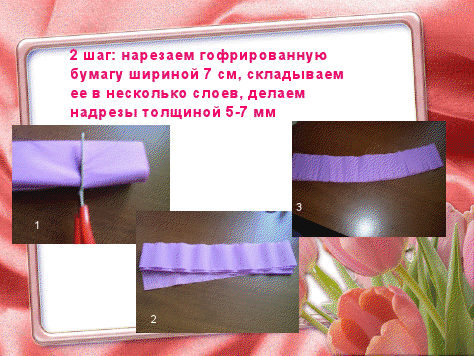 2 шаг: нарезаем гофрированную
бумагу шириной 7 см, складываем
ее в несколько слоев, делаем
надрезы толщиной 5-7 мм
1
2
3